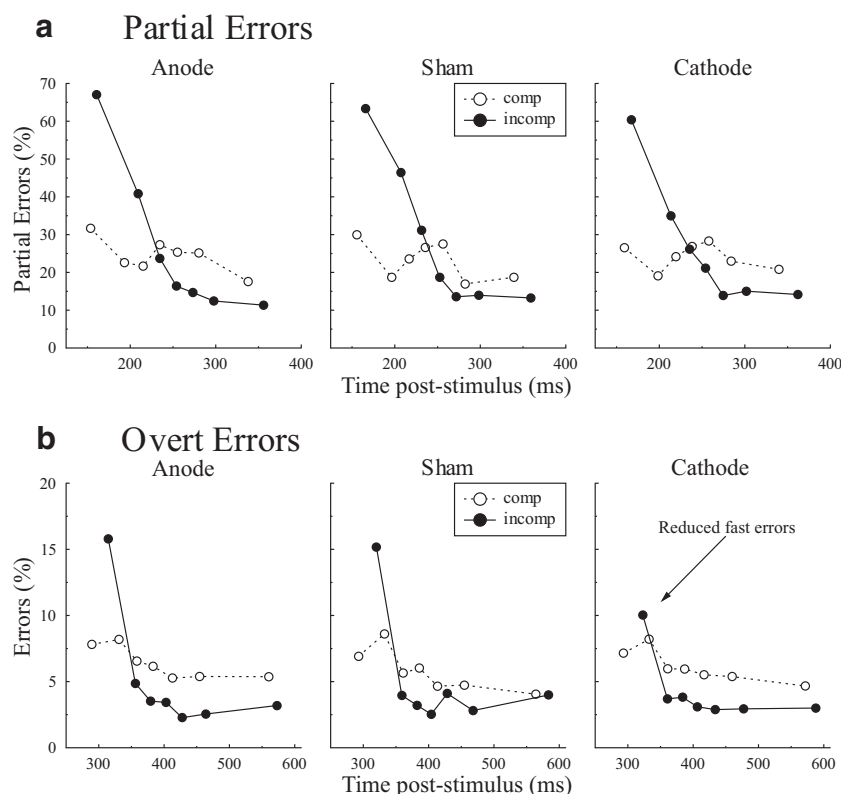 a Partial Errors
Anode Sham Cathode
comp
incomp
Partial Errors (%)
70
60
50
40
30
20
10
0
200 300 400 200 300 400 200 300 400
Time post-stimulus (ms)
b Overt Errors
Anode Sham Cathode
comp
incomp
Reduced fast errors
Errors (%)
20
15
10
5
0
300 400 500 600 300 400 500 600 300 400 500 600
Time post-stimulus (ms)